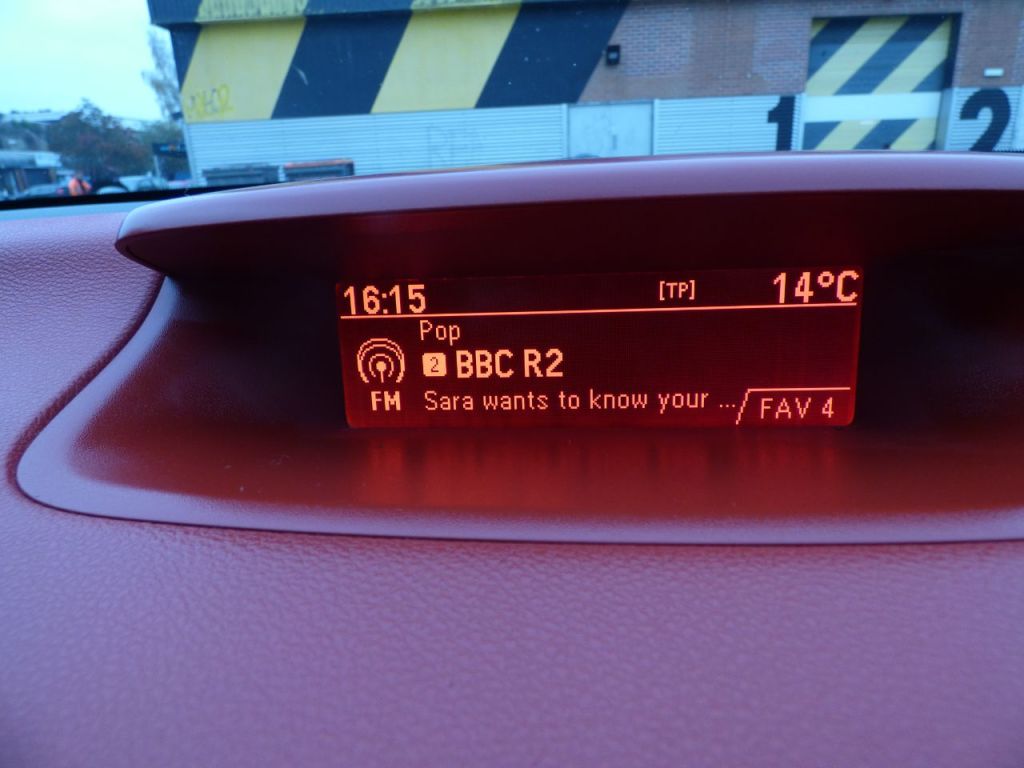 1
2
16:15 [TP] 14°C
Pop
2 BBC R2
FM Sara wants to know your ... FAV 4